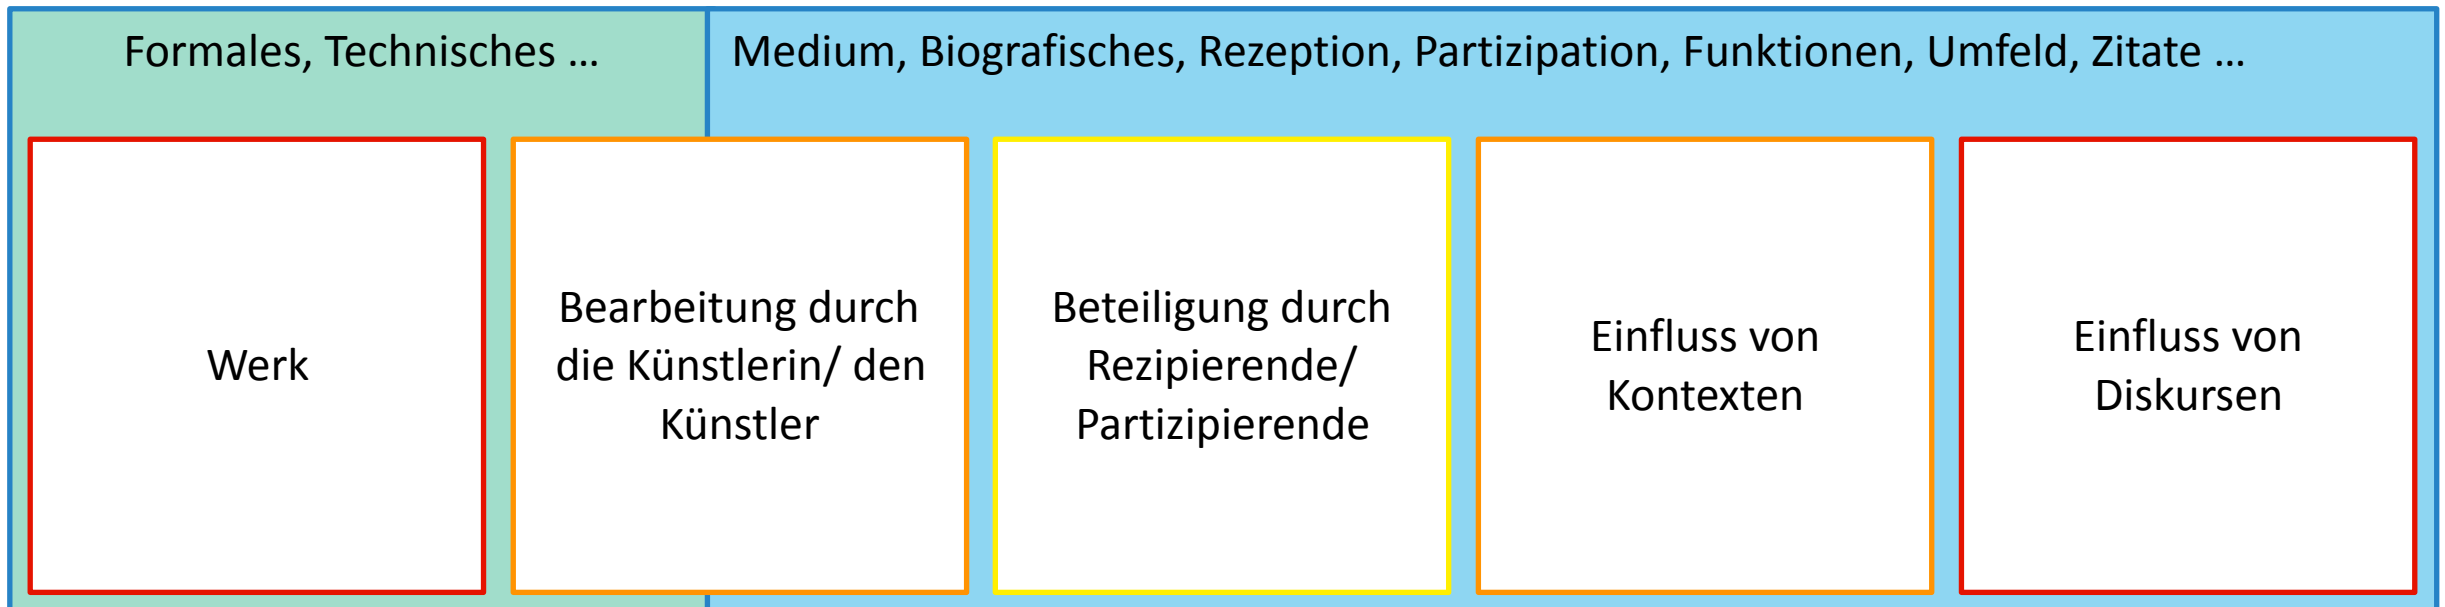 Formales, Technisches …
Medium, Biografisches, Rezeption, Partizipation, Funktionen, Umfeld, Zitate …
Werk
Bearbeitung durch
die Künstlerin/ den
Künstler
Beteiligung durch
Rezipierende/
Partizipierende
Einfluss von
Kontexten
Einfluss von
Diskursen